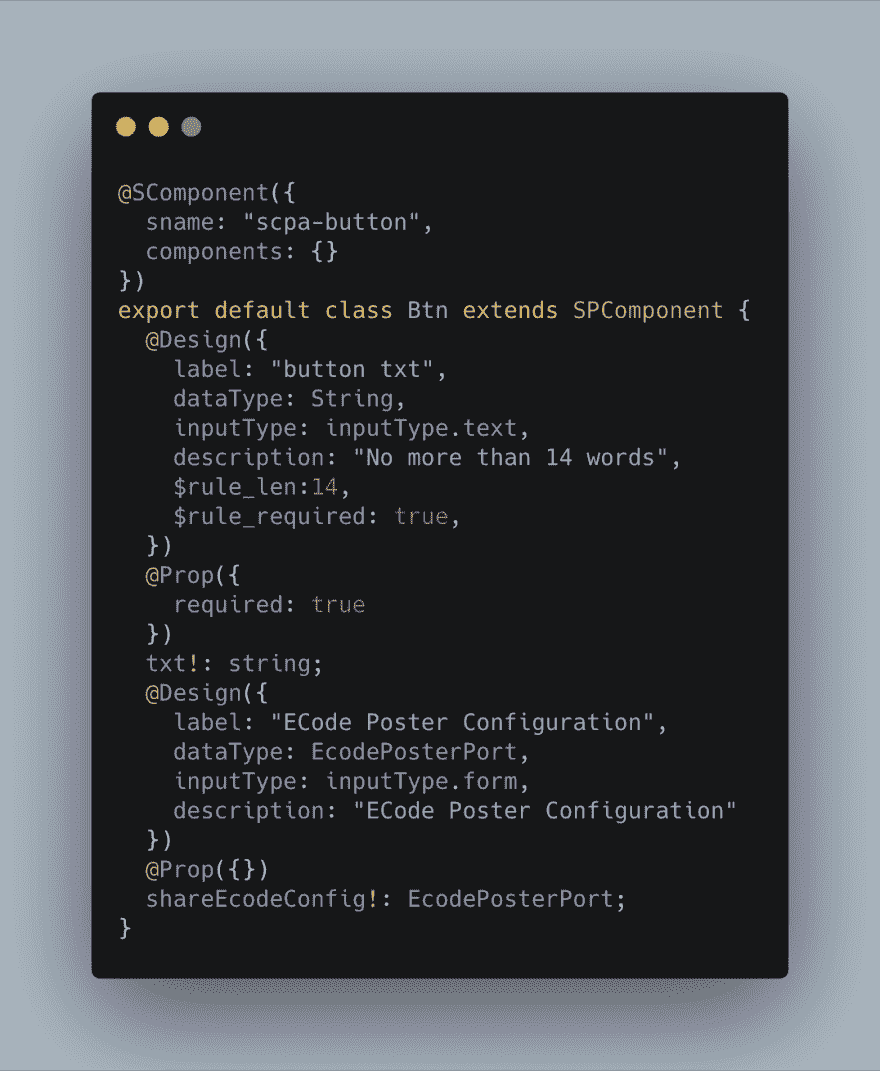 @SComponent({
  sname: "scpa-button",
  components: {}
})
export default class Btn extends SPComponent {
  @Design({
    label: "button txt",
    dataType: String,
    inputType: inputType.text,
    description: "No more than 14 words",
    $rule_len:14,
    $rule_required: true,
  })
  @Prop({
    required: true
  })
  txt!: string;
  @Design({
    label: "ECode Poster Configuration",
    dataType: EcodePosterPort,
    inputType: inputType.form,
    description: "ECode Poster Configuration"
  })
  @Prop({})
  shareEcodeConfig!: EcodePosterPort;
}